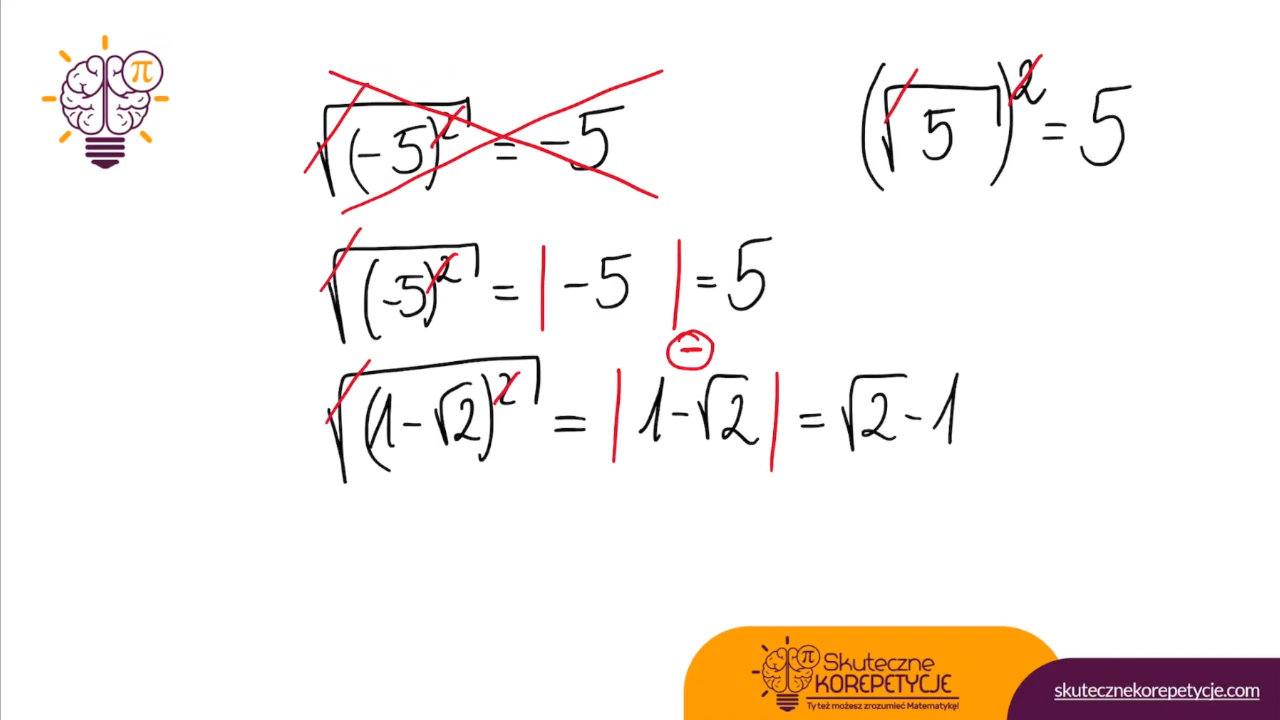 π
√(-5)² = -5
(√5)² = 5
√(-5)² = |-5| = 5
⊖
√(1-√2)² = |1-√2| = √2-1
π
Skuteczne
KOREPETYCJE
Ty też możesz zrozumieć Matematykę!
skutecznekorepetycje.com